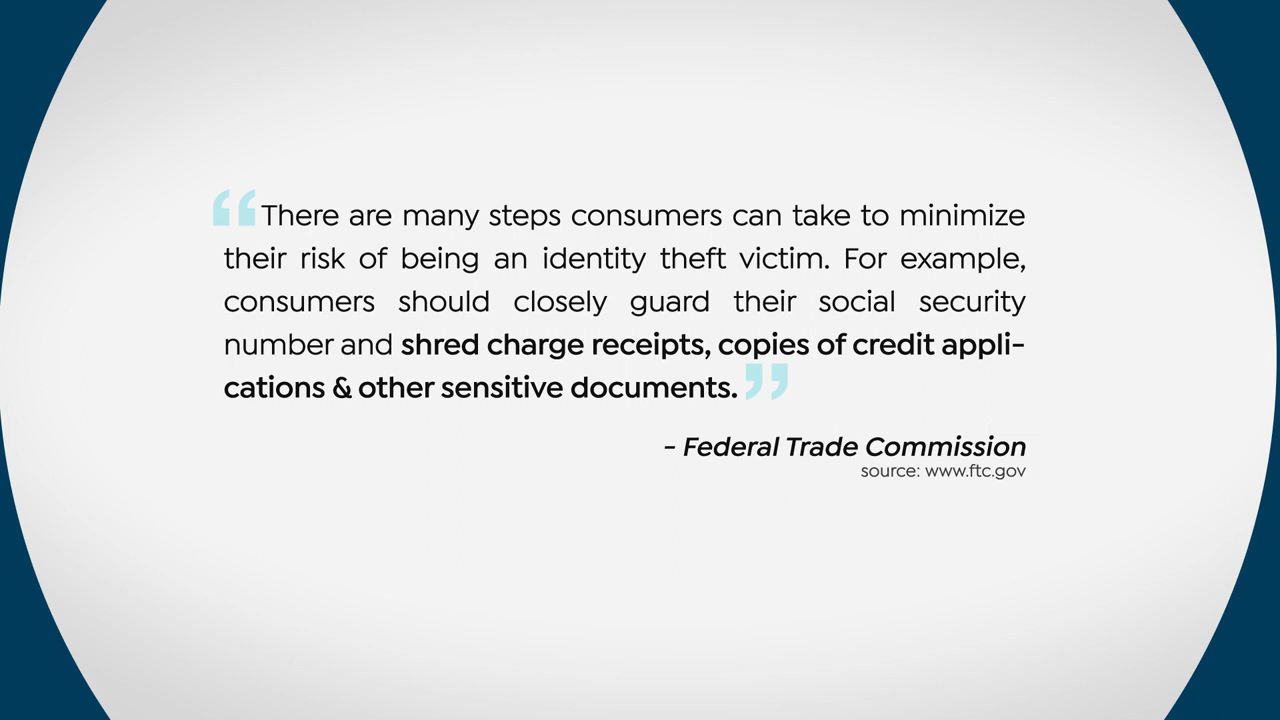 “There are many steps consumers can take to minimize
their risk of being an identity theft victim. For example,
consumers should closely guard their social security
number and shred charge receipts, copies of credit appli-
cations & other sensitive documents.”
- Federal Trade Commission
source: www.ftc.gov